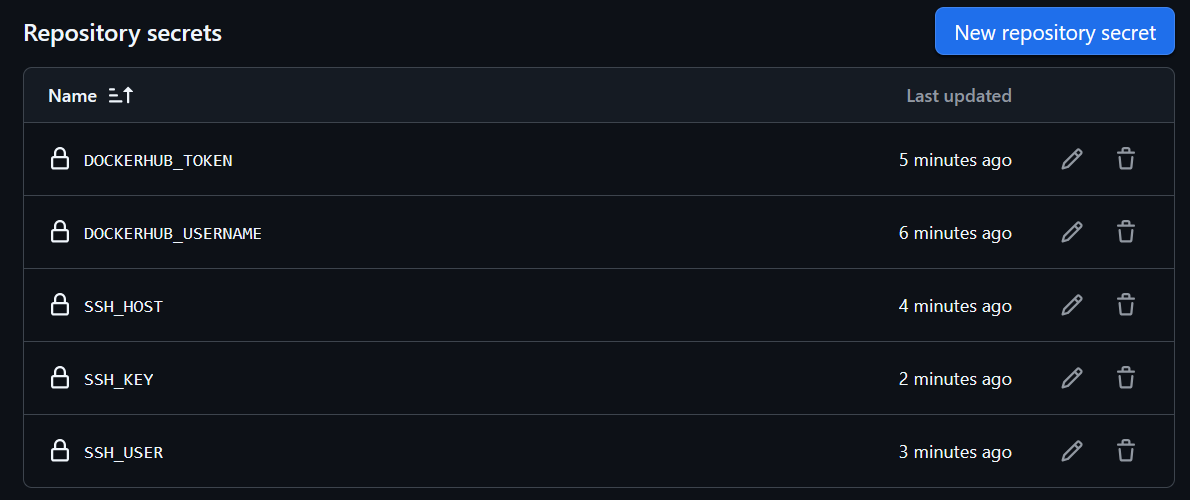 Repository secrets New repository secret
Name Last updated
DOCKERHUB_TOKEN 5 minutes ago
DOCKERHUB_USERNAME 6 minutes ago
SSH_HOST 4 minutes ago
SSH_KEY 2 minutes ago
SSH_USER 3 minutes ago